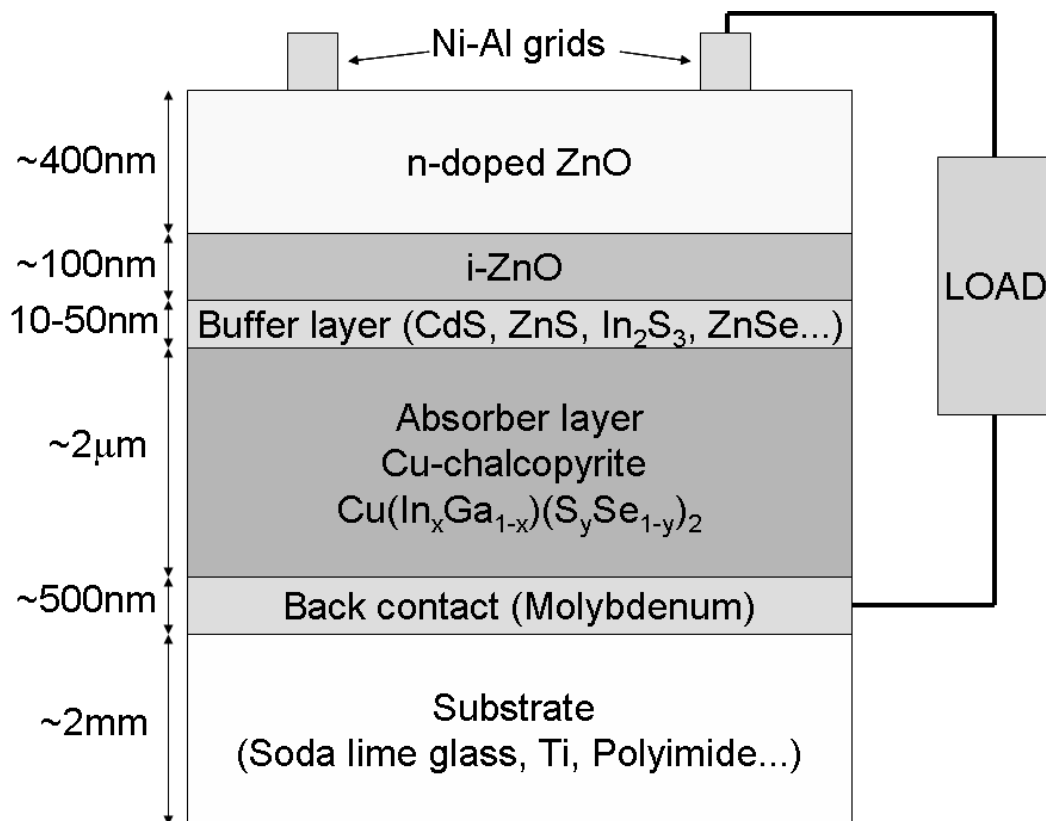 Ni-Al grids
~400nm
n-doped ZnO
~100nm
i-ZnO
LOAD
10-50nm
Buffer layer (CdS, ZnS, In₂S₃, ZnSe...)
~2μm
Absorber layer
Cu-chalcopyrite
Cu(InₓGa₁₋ₓ)(SᵧSe₁₋ᵧ)₂
~500nm
Back contact (Molybdenum)
~2mm
Substrate
(Soda lime glass, Ti, Polyimide...)